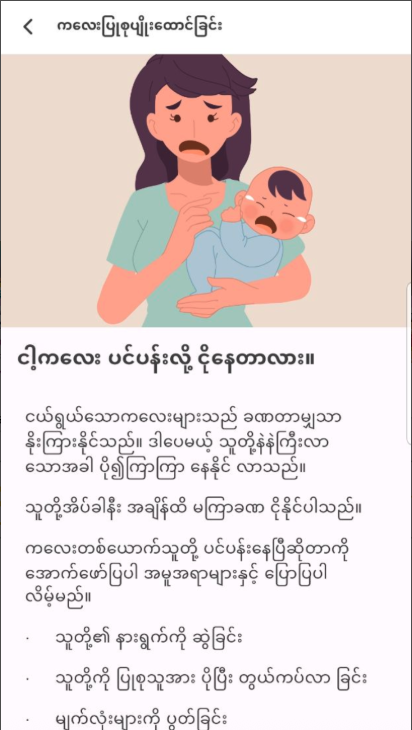 ကလေးပြုစုပျိုးထောင်ခြင်း
ငါ့ကလေး ပင်ပန်းလို့ ငိုနေတာလား။
ငယ်ရွယ်သောကလေးများသည် ခဏတာမျှသာ
နိုးကြားနိုင်သည်။ ဒါပေမယ့် သူတို့နဲနဲကြီးလာ
သောအခါ ပို၍ကြာကြာ နေနိုင် လာသည်။
သူတို့အိပ်ခါနီး အချိန်ထိ မကြာခဏ ငိုနိုင်ပါသည်။
ကလေးတစ်ယောက်သူတို့ ပင်ပန်းနေပြီဆိုတာကို
အောက်ဖော်ပြပါ အမူအရာများနှင့် ပြောပြပါ
လိမ့်မည်။
· သူတို့၏ နားရွက်ကို ဆွဲခြင်း
· သူတို့ကို ပြုစုသူအား ပိုပြီး တွယ်ကပ်လာ ခြင်း
· မျက်လုံးများကို ပွတ်ခြင်း